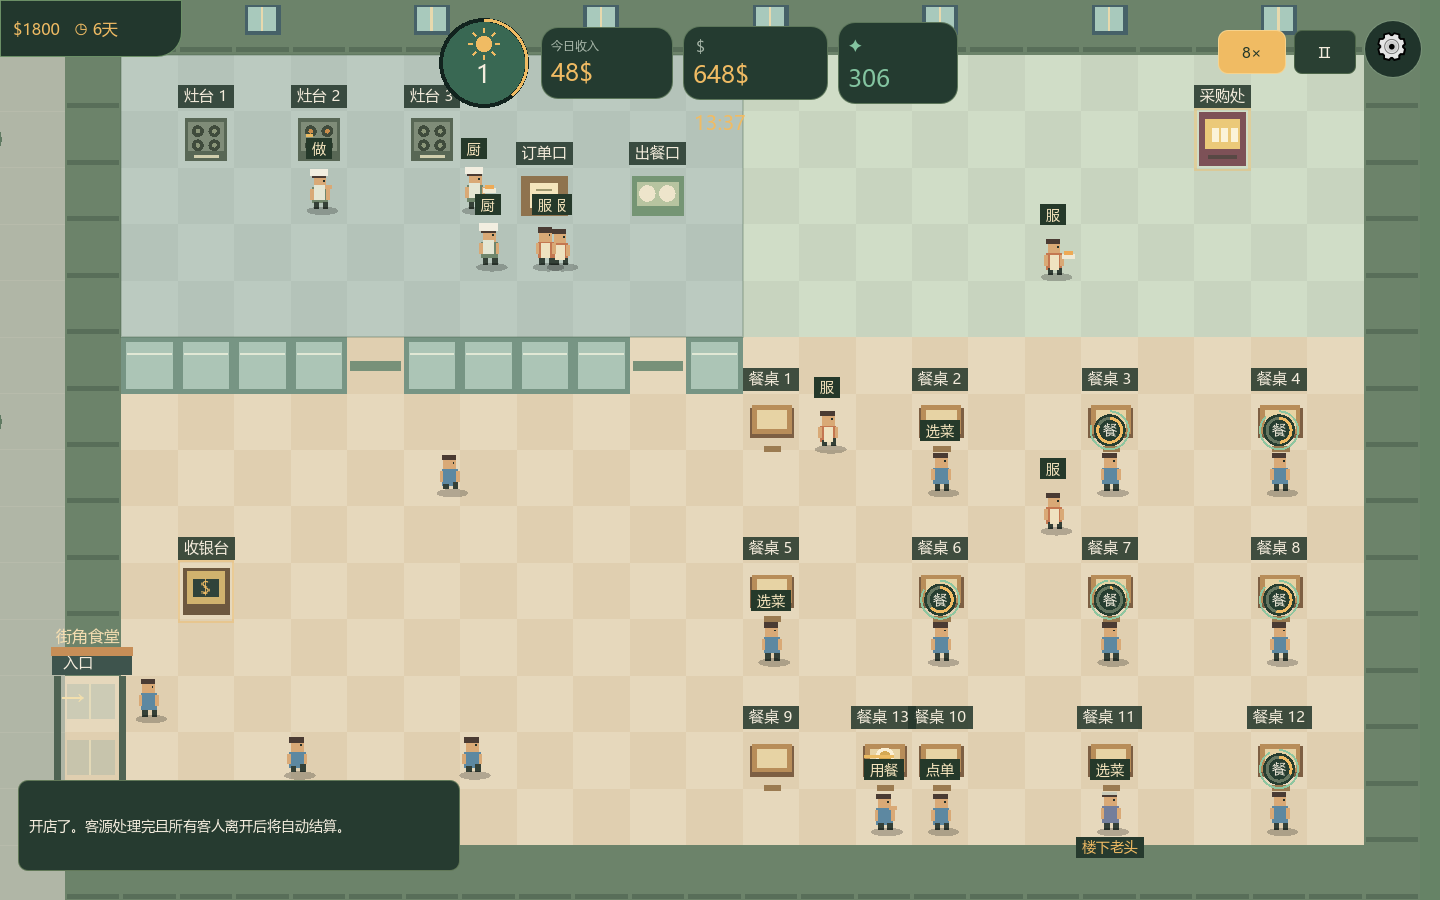 $1800 6天
1
今日收入
48$
$
648$
306
8×
II
灶台 1
灶台 2
灶台 3
采购处
13:37
做
厨
订单口
出餐口
厨
服
服
服
餐桌 1
服
餐桌 2
餐桌 3
餐桌 4
选菜
餐
餐
服
收银台
$
餐桌 5
餐桌 6
餐桌 7
餐桌 8
选菜
餐
餐
餐
街角食堂
入口
餐桌 9
餐桌 13
餐桌 10
餐桌 11
餐桌 12
用餐
点单
选菜
餐
楼下老头
开店了。客源处理完且所有客人离开后将自动结算。